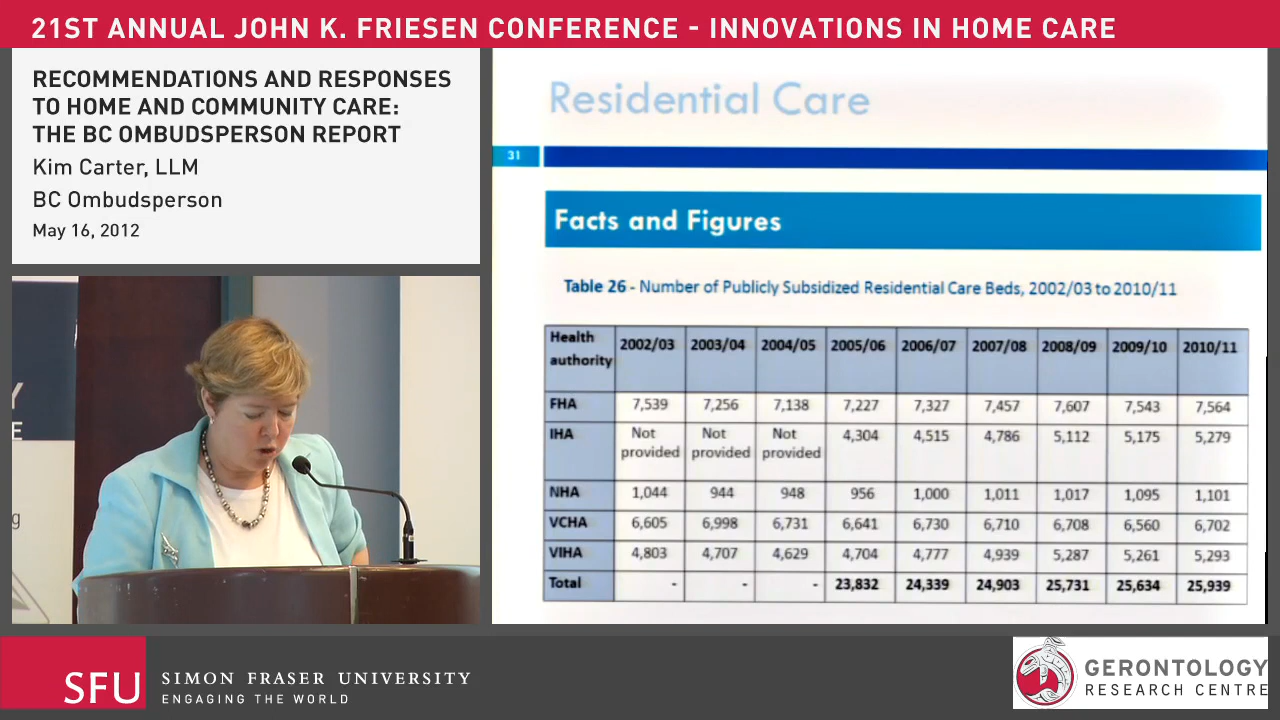 21ST ANNUAL JOHN K. FRIESEN CONFERENCE - INNOVATIONS IN HOME CARE
RECOMMENDATIONS AND RESPONSES
TO HOME AND COMMUNITY CARE:
THE BC OMBUDSPERSON REPORT
Kim Carter, LLM
BC Ombudsperson
May 16, 2012
Residential Care
31
Facts and Figures
Table 26 - Number of Publicly Subsidized Residential Care Beds, 2002/03 to 2010/11
Health authority 2002/03 2003/04 2004/05 2005/06 2006/07 2007/08 2008/09 2009/10 2010/11
FHA 7,539 7,256 7,138 7,227 7,327 7,457 7,607 7,543 7,564
IHA Not provided Not provided Not provided 4,304 4,515 4,786 5,112 5,175 5,279
NHA 1,044 944 948 956 1,000 1,011 1,017 1,095 1,101
VCHA 6,605 6,998 6,731 6,641 6,730 6,710 6,708 6,560 6,702
VIHA 4,803 4,707 4,629 4,704 4,777 4,939 5,287 5,261 5,293
Total - - - 23,832 24,339 24,903 25,731 25,634 25,939
SFU SIMON FRASER UNIVERSITY
ENGAGING THE WORLD
GERONTOLOGY
RESEARCH CENTRE